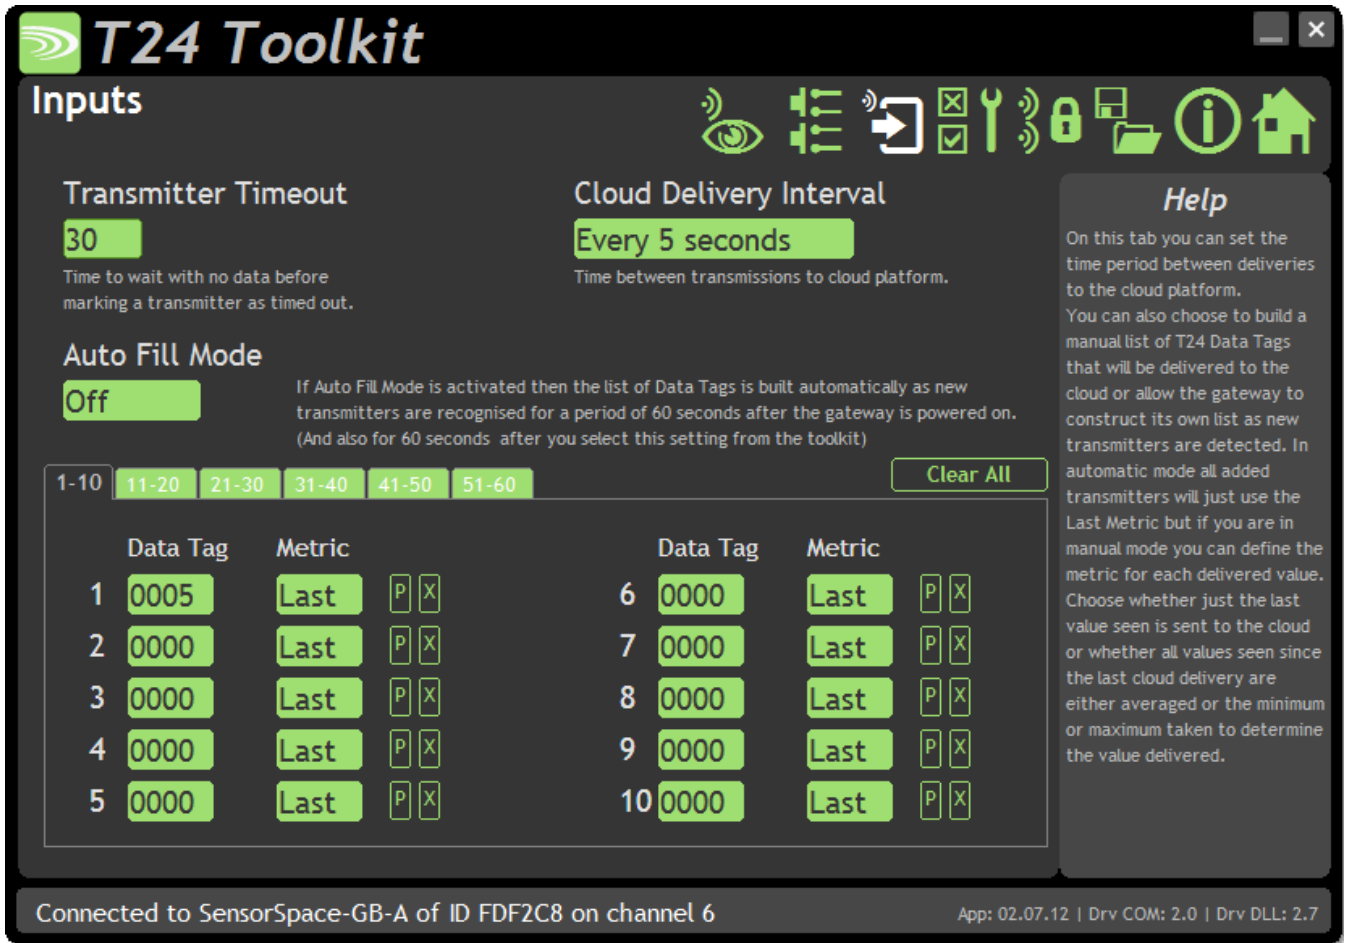 T24 Toolkit
Inputs
Transmitter Timeout
30
Time to wait with no data before
marking a transmitter as timed out.
Cloud Delivery Interval
Every 5 seconds
Time between transmissions to cloud platform.
Auto Fill Mode
Off
If Auto Fill Mode is activated then the list of Data Tags is built automatically as new
transmitters are recognised for a period of 60 seconds after the gateway is powered on.
(And also for 60 seconds after you select this setting from the toolkit)
1-10 11-20 21-30 31-40 41-50 51-60
Clear All
Data Tag Metric
1 0005 Last P X
2 0000 Last P X
3 0000 Last P X
4 0000 Last P X
5 0000 Last P X
Data Tag Metric
6 0000 Last P X
7 0000 Last P X
8 0000 Last P X
9 0000 Last P X
10 0000 Last P X
Help
On this tab you can set the
time period between deliveries
to the cloud platform.
You can also choose to build a
manual list of T24 Data Tags
that will be delivered to the
cloud or allow the gateway to
construct its own list as new
transmitters are detected. In
automatic mode all added
transmitters will just use the
Last Metric but if you are in
manual mode you can define the
metric for each delivered value.
Choose whether just the last
value seen is sent to the cloud
or whether all values seen since
the last cloud delivery are
either averaged or the minimum
or maximum taken to determine
the value delivered.
Connected to SensorSpace-GB-A of ID FDF2C8 on channel 6
App: 02.07.12 | Drv COM: 2.0 | Drv DLL: 2.7